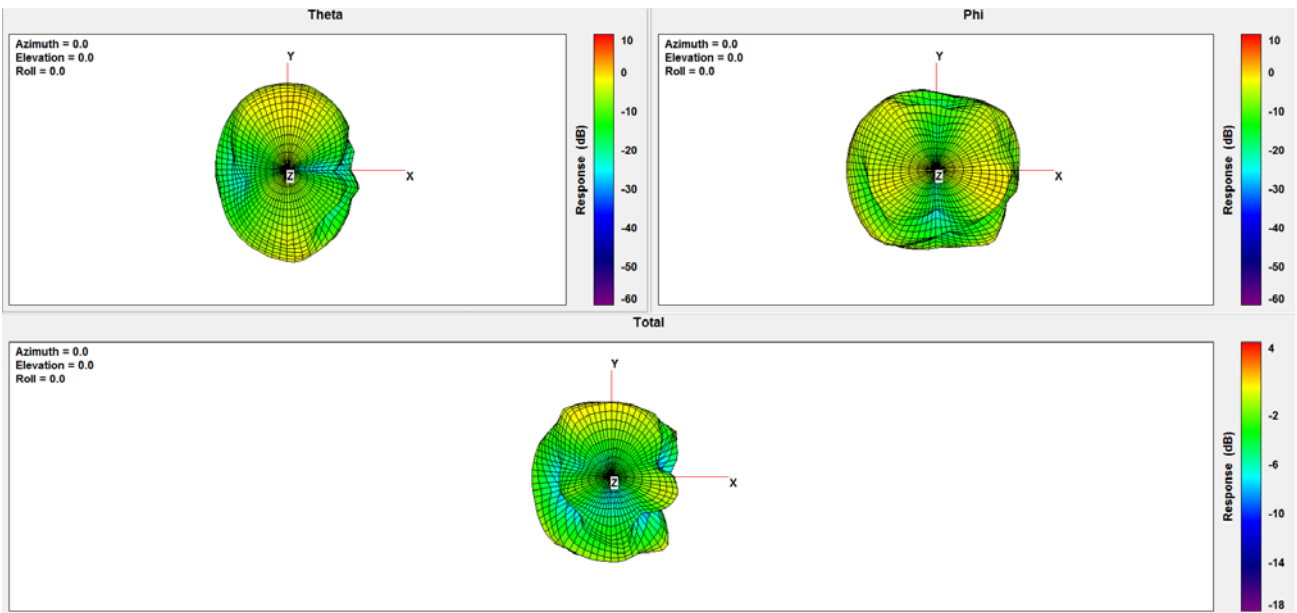 Theta
Azimuth = 0.0
Elevation = 0.0
Roll = 0.0
Y
X
Z
Response (dB)
10
0
-10
-20
-30
-40
-50
-60
Phi
Azimuth = 0.0
Elevation = 0.0
Roll = 0.0
Y
X
Z
Response (dB)
10
0
-10
-20
-30
-40
-50
-60
Total
Azimuth = 0.0
Elevation = 0.0
Roll = 0.0
Y
X
Z
Response (dB)
4
-2
-6
-10
-14
-18